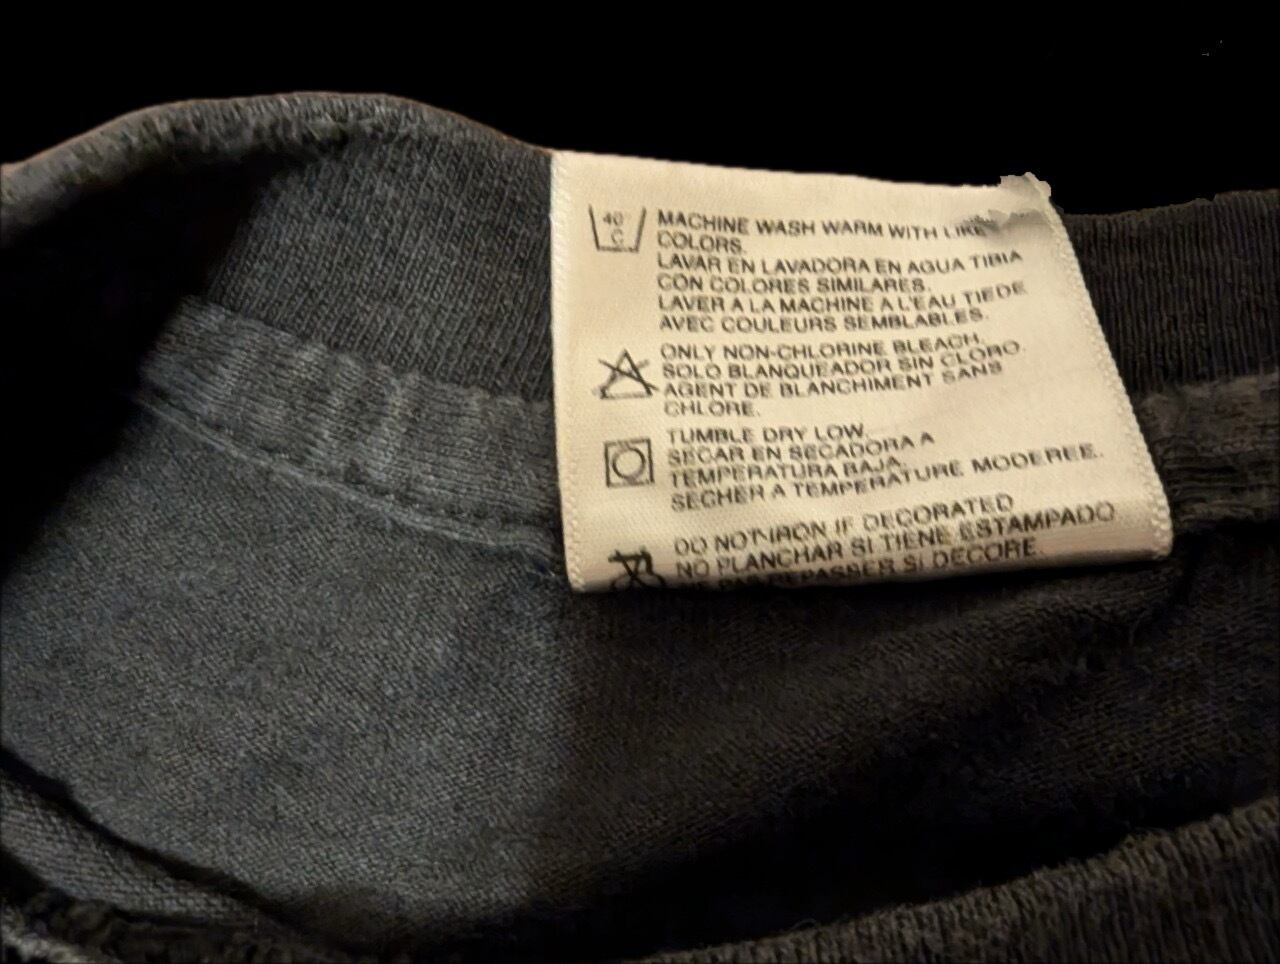 40°
C
MACHINE WASH WARM WITH LIKE
COLORS.
LAVAR EN LAVADORA EN AGUA TIBIA
CON COLORES SIMILARES.
LAVER A LA MACHINE A L'EAU TIEDE
AVEC COULEURS SEMBLABLES.
ONLY NON-CHLORINE BLEACH.
SOLO BLANQUEADOR SIN CLORO.
AGENT DE BLANCHIMENT SANS
CHLORE.
TUMBLE DRY LOW.
SECAR EN SECADORA A
TEMPERATURA BAJA.
SECHER A TEMPERATURE MODEREE.
DO NOT IRON IF DECORATED
NO PLANCHAR SI TIENE ESTAMPADO
PAS REPASSER SI DECORE.